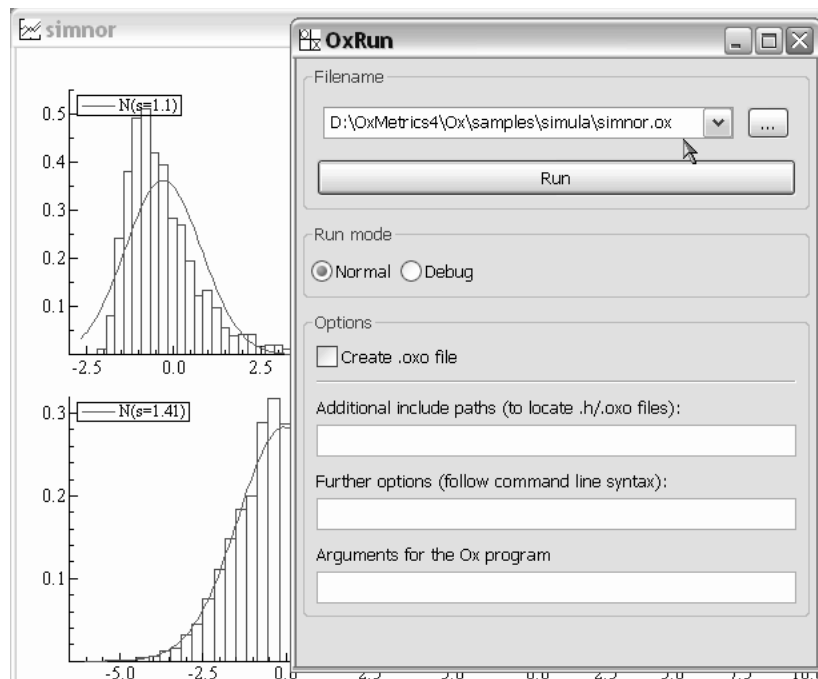 simnor
N(s=1.1)
0.5
0.4
0.3
0.2
0.1
-2.5 0.0 2.5
N(s=1.41)
0.3
0.2
0.1
-5.0 -2.5
OxRun
Filename
D:\OxMetrics4\Ox\samples\simula\simnor.ox
...
Run
Run mode
Normal Debug
Options
Create .oxo file
Additional include paths (to locate .h/.oxo files):
Further options (follow command line syntax):
Arguments for the Ox program